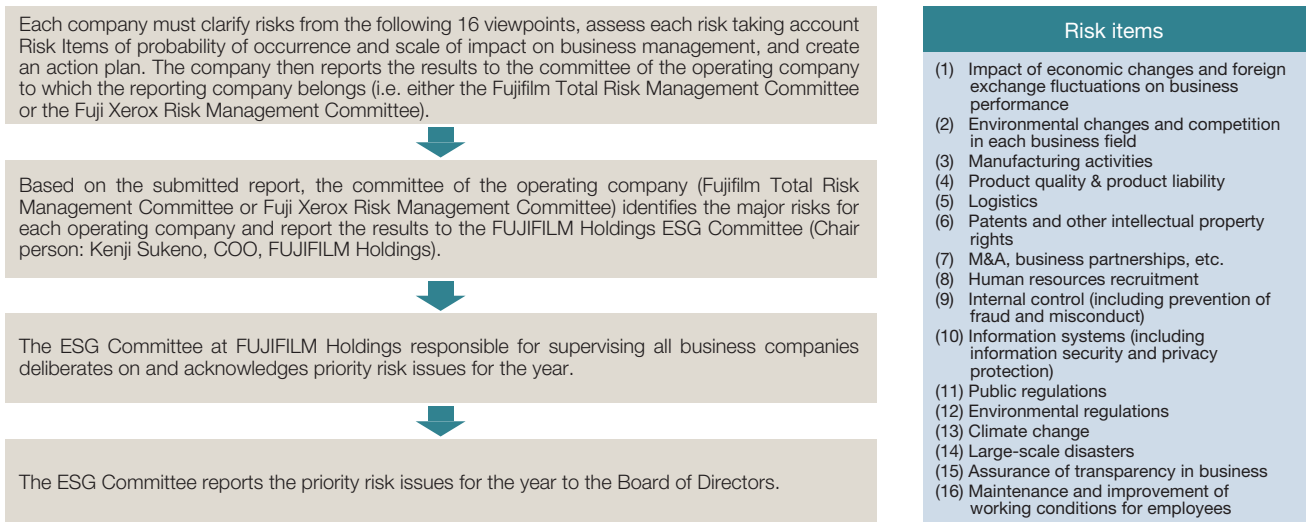 Each company must clarify risks from the following 16 viewpoints, assess each risk taking account
Risk Items of probability of occurrence and scale of impact on business management, and create
an action plan. The company then reports the results to the committee of the operating company
to which the reporting company belongs (i.e. either the Fujifilm Total Risk Management Committee
or the Fuji Xerox Risk Management Committee).
Based on the submitted report, the committee of the operating company (Fujifilm Total Risk
Management Committee or Fuji Xerox Risk Management Committee) identifies the major risks for
each operating company and report the results to the FUJIFILM Holdings ESG Committee (Chair
person: Kenji Sukeno, COO, FUJIFILM Holdings).
The ESG Committee at FUJIFILM Holdings responsible for supervising all business companies
deliberates on and acknowledges priority risk issues for the year.
The ESG Committee reports the priority risk issues for the year to the Board of Directors.
Risk items
(1) Impact of economic changes and foreign
exchange fluctuations on business
performance
(2) Environmental changes and competition
in each business field
(3) Manufacturing activities
(4) Product quality & product liability
(5) Logistics
(6) Patents and other intellectual property
rights
(7) M&A, business partnerships, etc.
(8) Human resources recruitment
(9) Internal control (including prevention of
fraud and misconduct)
(10) Information systems (including
information security and privacy
protection)
(11) Public regulations
(12) Environmental regulations
(13) Climate change
(14) Large-scale disasters
(15) Assurance of transparency in business
(16) Maintenance and improvement of
working conditions for employees